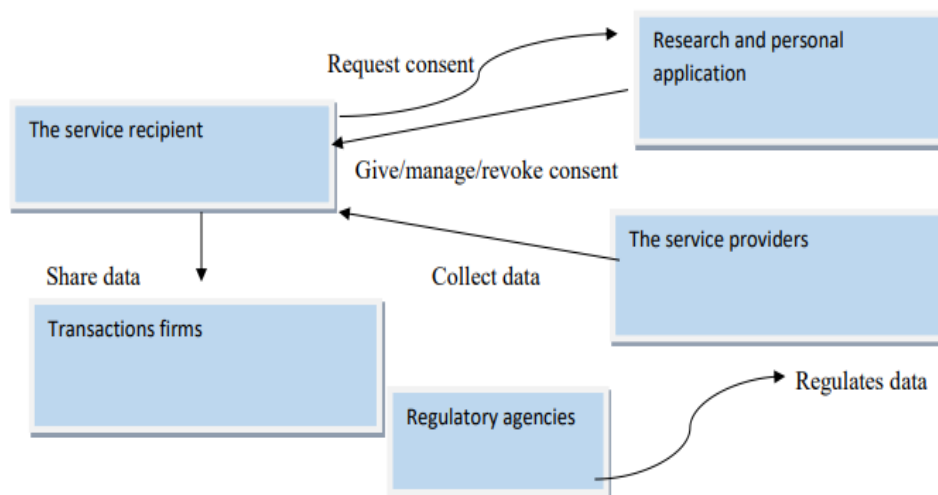 Research and personal
application
Request consent
The service recipient
Give/manage/revoke consent
The service providers
Share data
Collect data
Transactions firms
Regulates data
Regulatory agencies